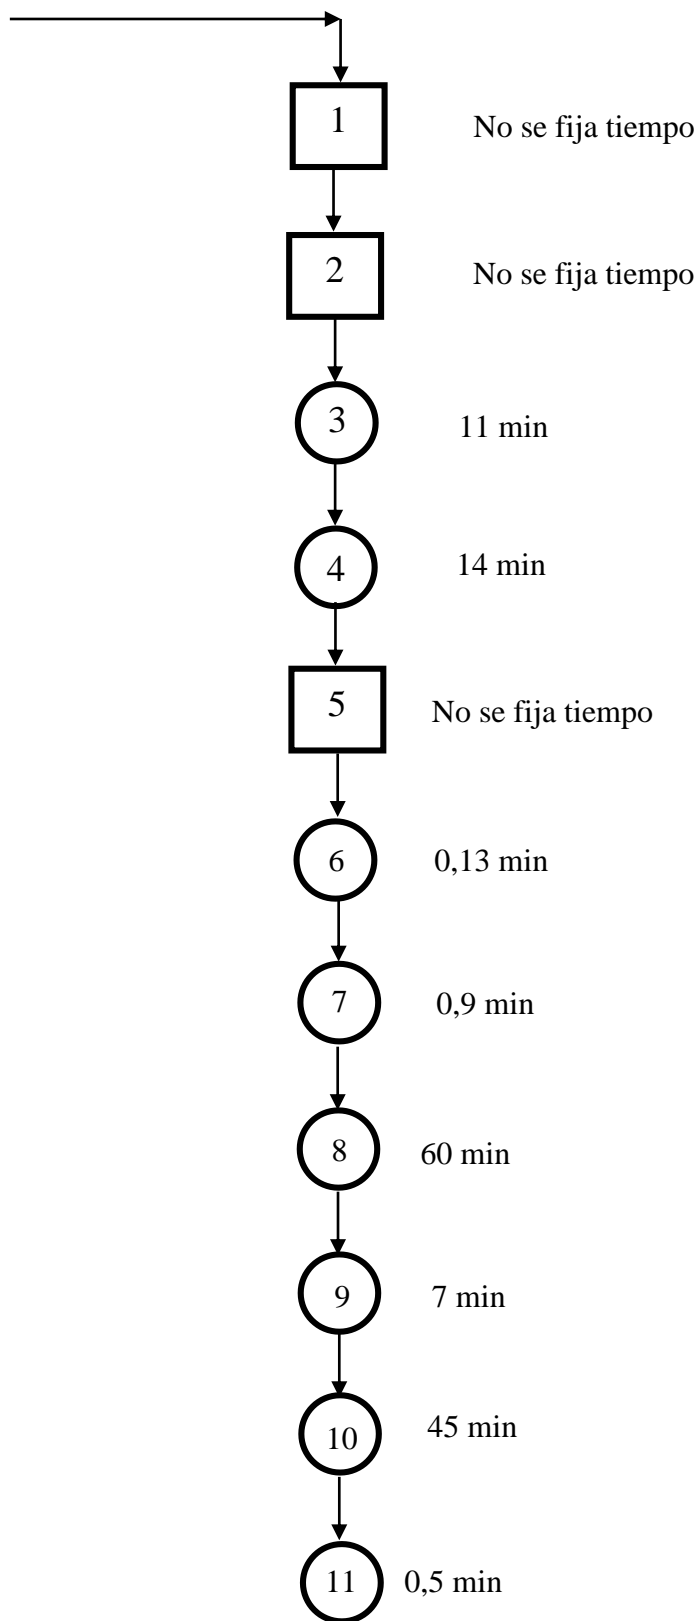 1 No se fija tiempo
2 No se fija tiempo
3 11 min
4 14 min
5 No se fija tiempo
6 0,13 min
7 0,9 min
8 60 min
9 7 min
10 45 min
11 0,5 min